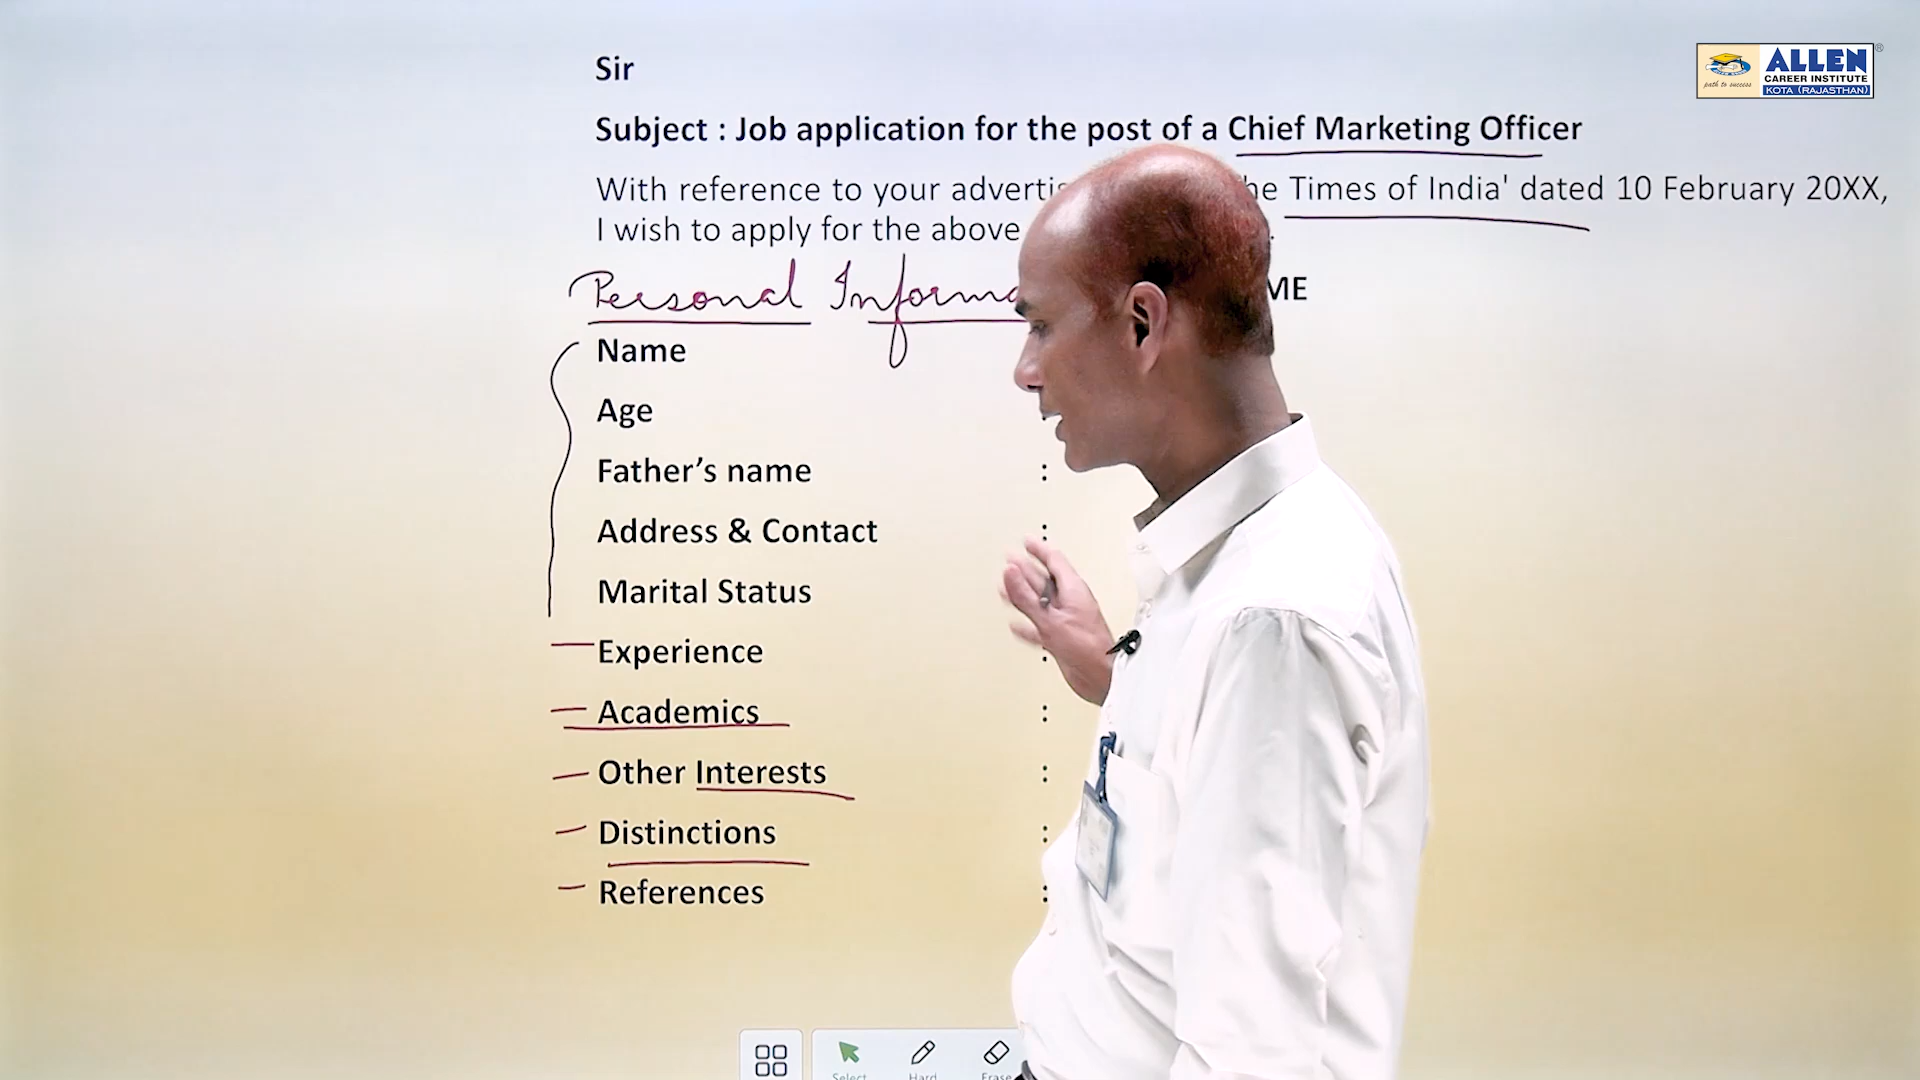 Sir
ALLEN
CAREER INSTITUTE
KOTA (RAJASTHAN)
path to success
Subject : Job application for the post of a Chief Marketing Officer
With reference to your he Times of India' dated 10 February 20XX,
I wish to apply for the above
Personal
ME
Name
Age
Father’s name :
Address & Contact :
Marital Status
Experience
Academics :
Other Interests :
Distinctions :
References :
Select Hard Erase